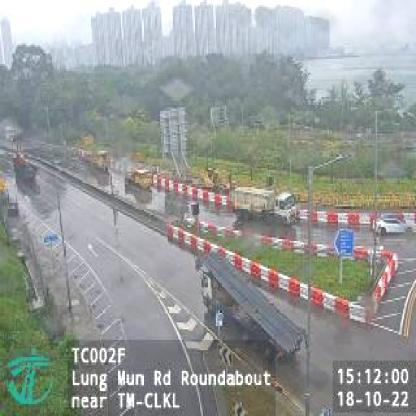 TC002F
Lung Mun Rd Roundabout
near TM-CLKL
15:12:00
18-10-22